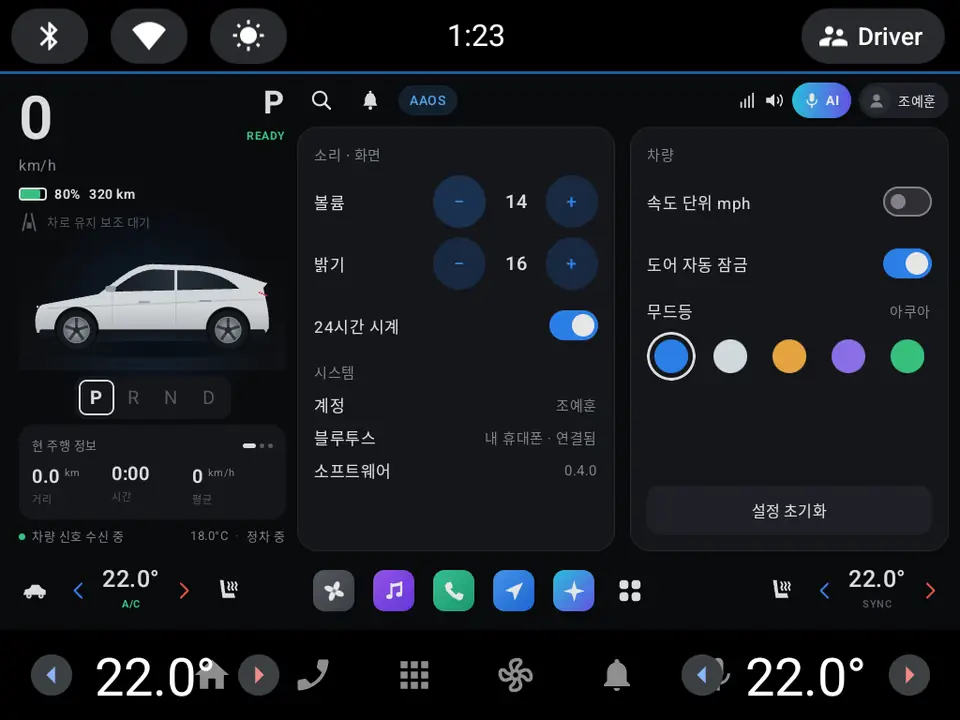 1:23
Driver
0
P
READY
km/h
80% 320 km
차로 유지 보조 대기
P R N D
현 주행 정보
0.0 km 0:00 0 km/h
거리 시간 평균
차량 신호 수신 중 18.0°C · 정차 중
AAOS
AI
조예훈
소리 · 화면
볼륨 − 14 +
밝기 − 16 +
24시간 시계
시스템
계정 조예훈
블루투스 내 휴대폰 · 연결됨
소프트웨어 0.4.0
차량
속도 단위 mph
도어 자동 잠금
무드등 아쿠아
설정 초기화
22.0°
A/C
22.0°
SYNC
22.0°
22.0°